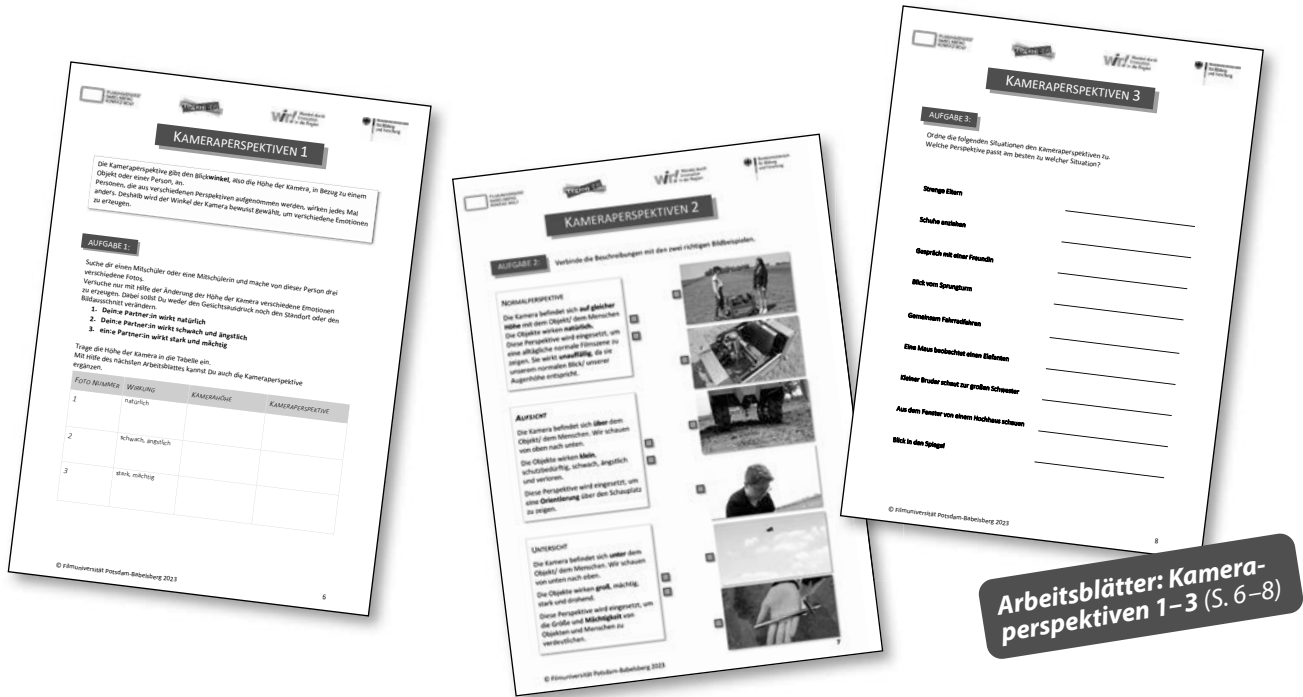 KAMERAPERSPEKTIVEN 1
Die Kameraperspektive gibt den Blickwinkel, also die Höhe der Kamera, in Bezug zu einem
Objekt oder einer Person, an.
Personen, die aus verschiedenen Perspektiven aufgenommen werden, wirken jedes Mal
anders. Deshalb wird der Winkel der Kamera bewusst gewählt, um verschiedene Emotionen
zu erzeugen.
AUFGABE 1:
Suche dir einen Mitschüler oder eine Mitschülerin und mache von dieser Person drei
verschiedene Fotos.
Versuche nur mit Hilfe der Änderung der Höhe der Kamera verschiedene Emotionen
zu erzeugen. Dabei sollst Du weder den Gesichtsausdruck noch den Standort oder den
Bildausschnitt verändern.
1. Dein:e Partner:in wirkt natürlich
2. Dein:e Partner:in wirkt schwach und ängstlich
3. ein:e Partner:in wirkt stark und mächtig
Trage die Höhe der Kamera in die Tabelle ein.
Mit Hilfe des nächsten Arbeitsblattes kannst Du auch die Kameraperspektive
ergänzen.
FOTO NUMMER WIRKUNG KAMERAHÖHE KAMERAPERSPEKTIVE
1 natürlich
2 schwach, ängstlich
3 stark, mächtig
© Filmuniversität Potsdam-Babelsberg 2023
6
KAMERAPERSPEKTIVEN 2
AUFGABE 2: Verbinde die Beschreibungen mit den zwei richtigen Bildbeispielen.
NORMALPERSPEKTIVE
Die Kamera befindet sich auf gleicher
Höhe mit dem Objekt/ dem Menschen
Die Objekte wirken natürlich.
Diese Perspektive wird eingesetzt, um
eine alltägliche normale Filmszene zu
zeigen. Sie wirkt unauffällig, da sie
unserem normalen Blick/ unserer
Augenhöhe entspricht.
AUFSICHT
Die Kamera befindet sich über dem
Objekt/ dem Menschen. Wir schauen
von oben nach unten.
Die Objekte wirken klein,
schutzbedürftig, schwach, ängstlich
und verloren.
Diese Perspektive wird eingesetzt, um
eine Orientierung über den Schauplatz
zu zeigen.
UNTERSICHT
Die Kamera befindet sich unter dem
Objekt/ dem Menschen. Wir schauen
von unten nach oben.
Die Objekte wirken groß, mächtig,
stark und drohend.
Diese Perspektive wird eingesetzt, um
die Größe und Mächtigkeit von
Objekten und Menschen zu
verdeutlichen.
© Filmuniversität Potsdam-Babelsberg 2023
7
KAMERAPERSPEKTIVEN 3
AUFGABE 3:
Ordne die folgenden Situationen den Kameraperspektiven zu.
Welche Perspektive passt am besten zu welcher Situation?
Strenge Eltern
Schuhe anziehen
Gespräch mit einer Freundin
Blick vom Sprungturm
Gemeinsam Fahrradfahren
Eine Maus beobachtet einen Elefanten
Kleiner Bruder schaut zur großen Schwester
Aus dem Fenster von einem Hochhaus schauen
Blick in den Spiegel
© Filmuniversität Potsdam-Babelsberg 2023
8
Arbeitsblätter: Kamera-
perspektiven 1–3 (S. 6–8)